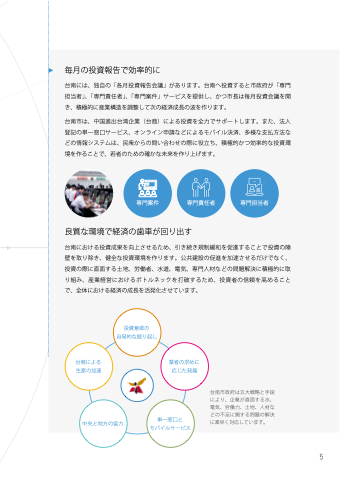 毎月の投資報告で効率的に
台南には、独自の「各月投資報告会議」があります。台南へ投資すると市政府が「専門
担当者」、「専門責任者」、「専門案件」サービスを提供し、かつ市長は毎月投資会議を開
き、積極的に産業構造を調整して次の経済成長の波を作ります。
台南市は、中国進出台湾企業（台商）による投資を全力でサポートします。また、法人
登記の単一窓口サービス、オンライン申請などによるモバイル決済、多様な支払方法な
どの情報システムは、民衆からの問い合わせの際に役立ち、積極的かつ効率的な投資環
境を作ることで、若者のための確かな未来を作り上げます。
専門案件
専門責任者
専門担当者
良質な環境で経済の歯車が回り出す
台南における投資成果を向上させるため、引き続き規制緩和を促進することで投資の障
壁を取り除き、健全な投資環境を作ります。公共建設の促進を加速させるだけでなく、
投資の際に直面する土地、労働者、水道、電気、専門人材などの問題解決に積極的に取
り組み、産業経営におけるボトルネックを打破するため、投資者の信頼を高めること
で、全体における経済の成長を活発化させています。
投資意欲の
自発的な掘り起し
台商による
生産の加速
業者の求めに
応じた発展
中央と地方の協力
単一窓口と
モバイルサービス
台南市政府は五大戦略と手段
により、企業が直面する水、
電気、労働力、土地、人材な
どの不足に関する問題の解決
に素早く対応しています。
5